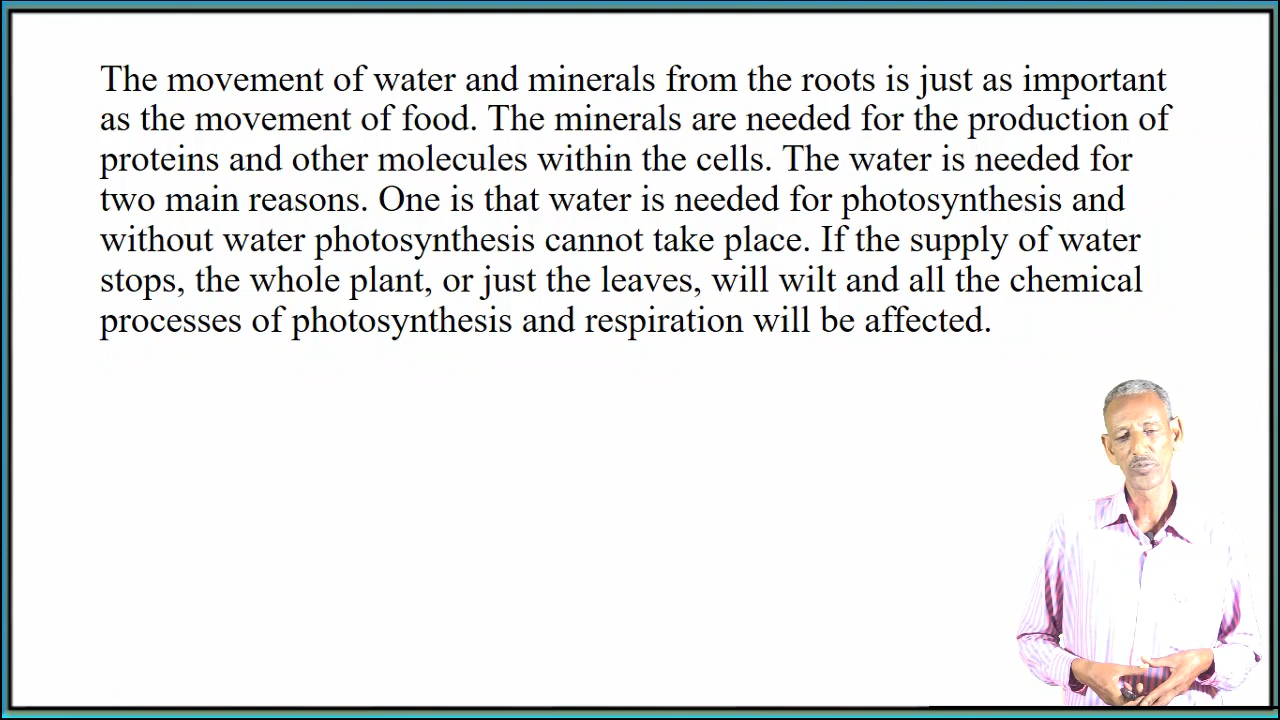 The movement of water and minerals from the roots is just as important
as the movement of food. The minerals are needed for the production of
proteins and other molecules within the cells. The water is needed for
two main reasons. One is that water is needed for photosynthesis and
without water photosynthesis cannot take place. If the supply of water
stops, the whole plant, or just the leaves, will wilt and all the chemical
processes of photosynthesis and respiration will be affected.